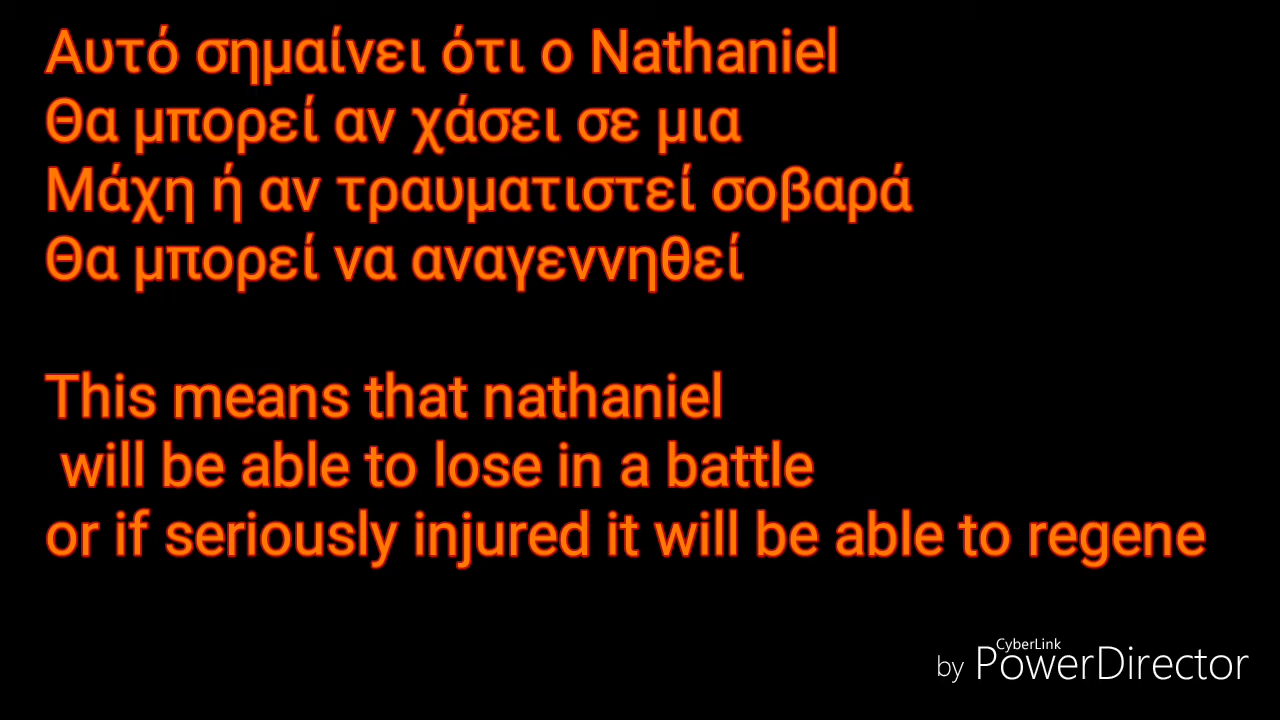 Αυτό σημαίνει ότι ο Nathaniel
Θα μπορεί αν χάσει σε μια
Μάχη ή αν τραυματιστεί σοβαρά
Θα μπορεί να αναγεννηθεί
This means that nathaniel
will be able to lose in a battle
or if seriously injured it will be able to regene
CyberLink
by PowerDirector